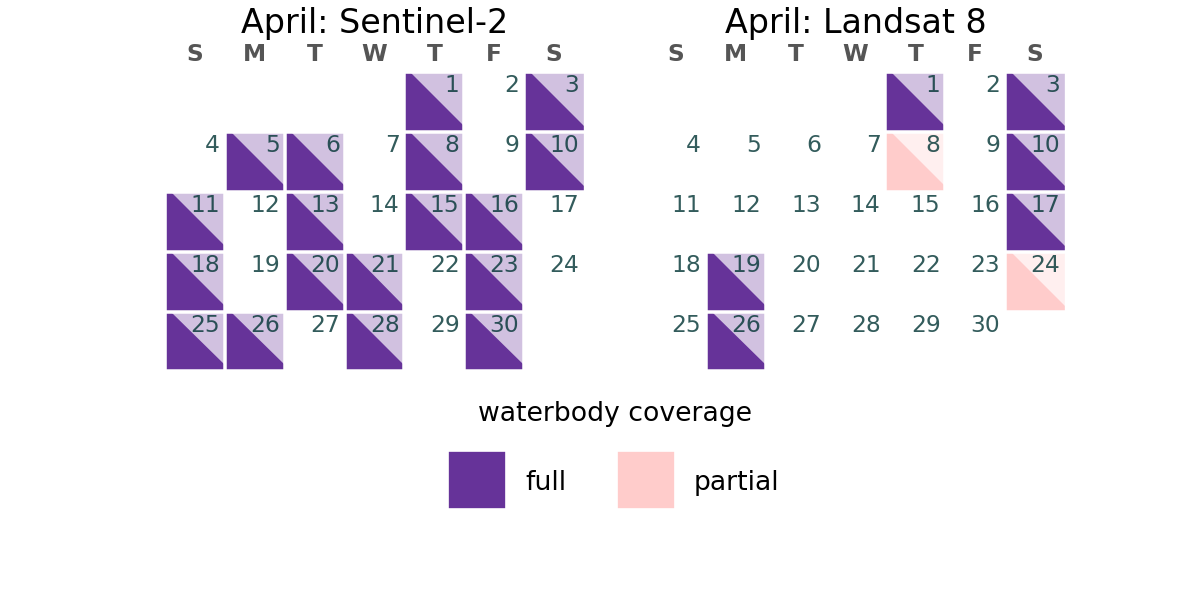 April: Sentinel-2
S M T W T F S
1 2 3
4 5 6 7 8 9 10
11 12 13 14 15 16 17
18 19 20 21 22 23 24
25 26 27 28 29 30
April: Landsat 8
S M T W T F S
1 2 3
4 5 6 7 8 9 10
11 12 13 14 15 16 17
18 19 20 21 22 23 24
25 26 27 28 29 30
waterbody coverage
full partial